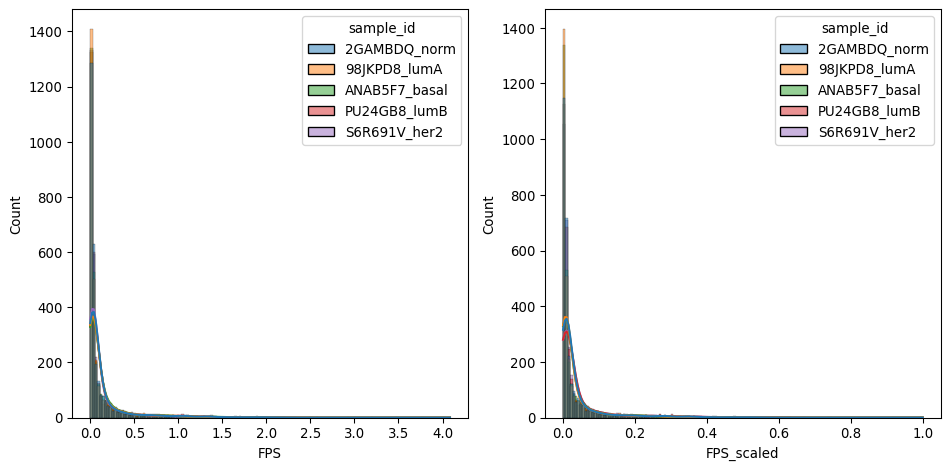 1400
1200
1000
800
600
400
200
0
Count
0.0 0.5 1.0 1.5 2.0 2.5 3.0 3.5 4.0
FPS
sample_id
2GAMBDQ_norm
98JKPD8_lumA
ANAB5F7_basal
PU24GB8_lumB
S6R691V_her2
1400
1200
1000
800
600
400
200
0
Count
0.0 0.2 0.4 0.6 0.8 1.0
FPS_scaled
sample_id
2GAMBDQ_norm
98JKPD8_lumA
ANAB5F7_basal
PU24GB8_lumB
S6R691V_her2